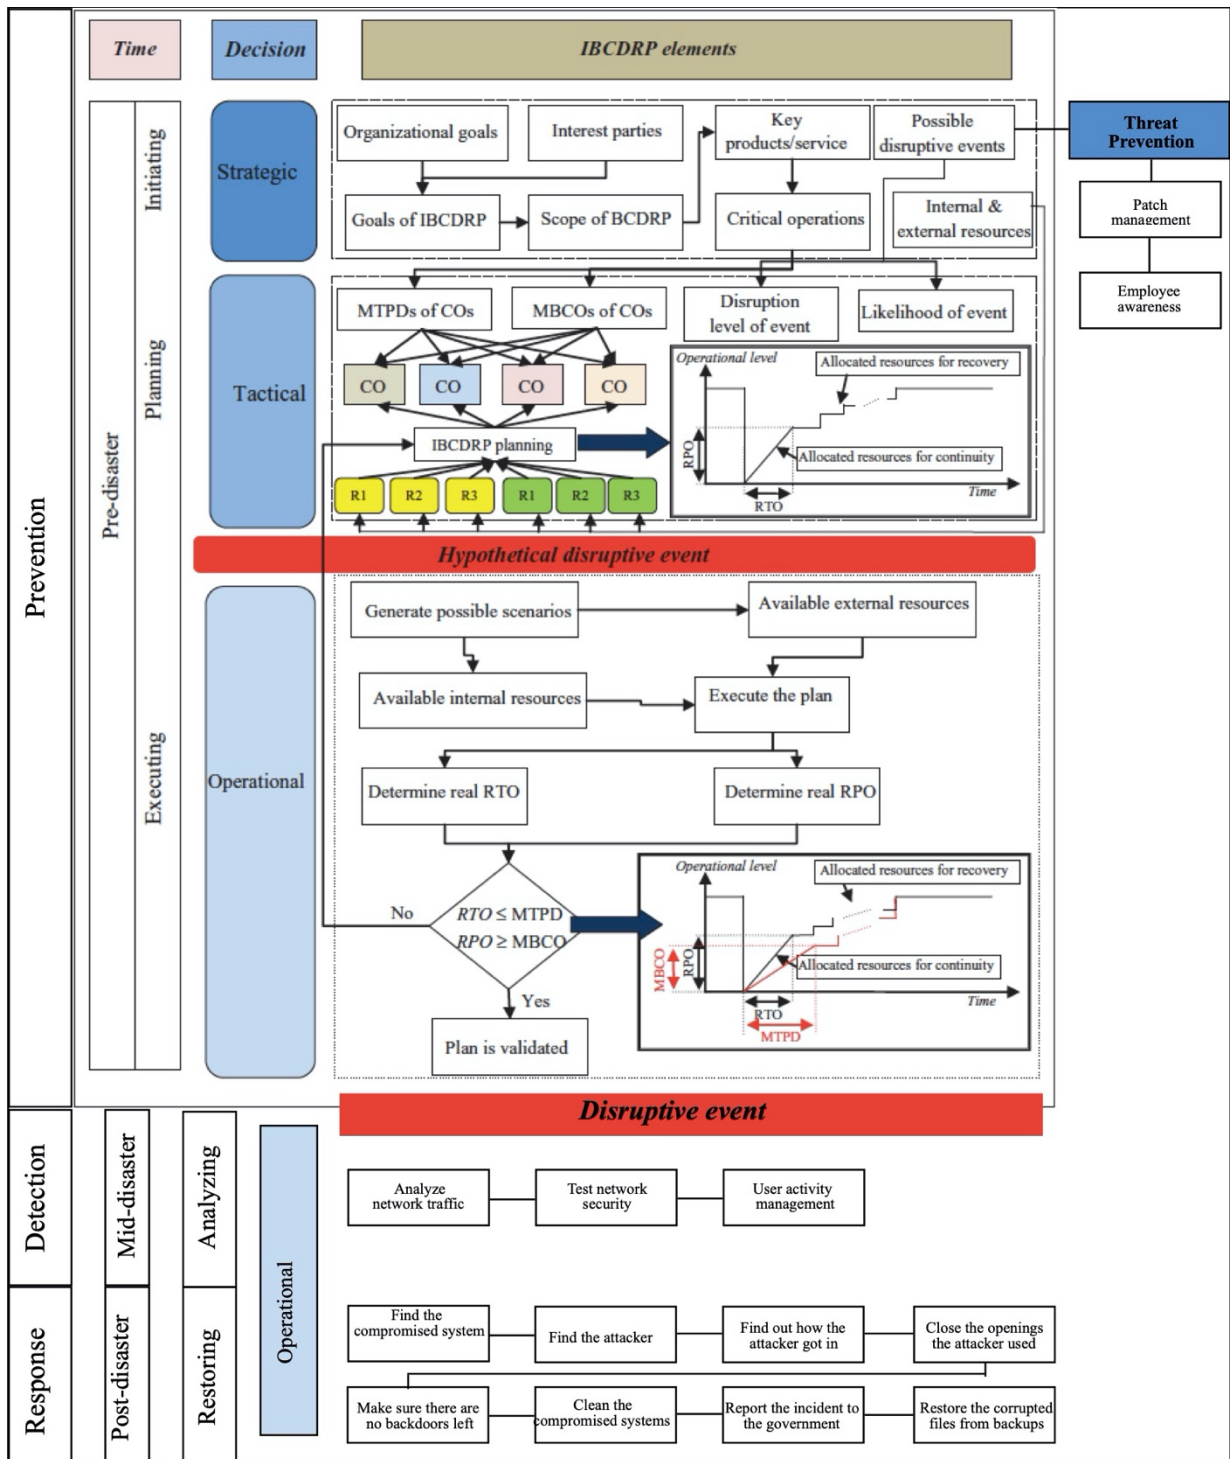 Time
Decision
IBCDRP elements
Prevention
Pre-disaster
Initiating
Strategic
Organizational goals
Interest parties
Key
products/service
Possible
disruptive events
Threat
Prevention
Goals of IBCDRP
Scope of BCDRP
Critical operations
Internal &
external resources
Patch
management
Employee
awareness
Planning
Tactical
MTPDs of COs
MBCOs of COs
Disruption
level of event
Likelihood of event
CO
CO
CO
CO
IBCDRP planning
R1
R2
R3
R1
R2
R3
Operational level
Allocated resources for recovery
RPO
Allocated resources for continuity
Time
RTO
Hypothetical disruptive event
Executing
Operational
Generate possible scenarios
Available external resources
Available internal resources
Execute the plan
Determine real RTO
Determine real RPO
No
RTO ≤ MTPD
RPO ≥ MBCO
Yes
Plan is validated
Operational level
Allocated resources for recovery
MBCO
RPO
Allocated resources for continuity
Time
RTO
MTPD
Disruptive event
Detection
Mid-disaster
Analyzing
Operational
Analyze
network traffic
Test network
security
User activity
management
Response
Post-disaster
Restoring
Find the
compromised system
Find the attacker
Find out how the
attacker got in
Close the openings
the attacker used
Make sure there are
no backdoors left
Clean the
compromised systems
Report the incident to
the government
Restore the corrupted
files from backups